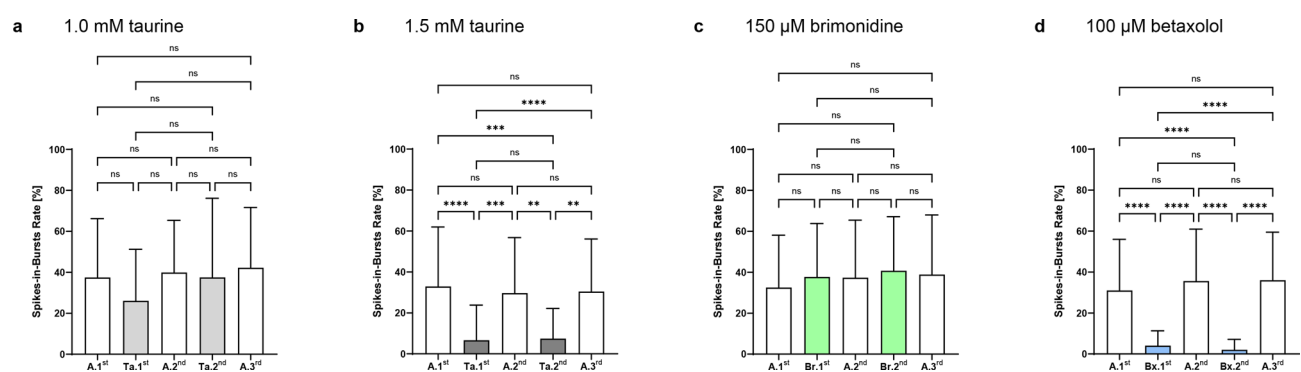 a 1.0 mM taurine
ns
ns
ns
ns
ns ns
ns ns ns ns
Spikes-in-Bursts Rate [%]
100
80
60
40
20
0
A.1st Ta.1st A.2nd Ta.2nd A.3rd
b 1.5 mM taurine
ns
****
***
ns
ns ns
**** *** ** **
Spikes-in-Bursts Rate [%]
100
80
60
40
20
0
A.1st Ta.1st A.2nd Ta.2nd A.3rd
c 150 µM brimonidine
ns
ns
ns
ns
ns ns
ns ns ns ns
Spikes-in-Bursts Rate [%]
100
80
60
40
20
0
A.1st Br.1st A.2nd Br.2nd A.3rd
d 100 µM betaxolol
ns
****
****
ns
ns ns
**** **** **** ****
Spikes-in-Bursts Rate [%]
100
80
60
40
20
0
A.1st Bx.1st A.2nd Bx.2nd A.3rd